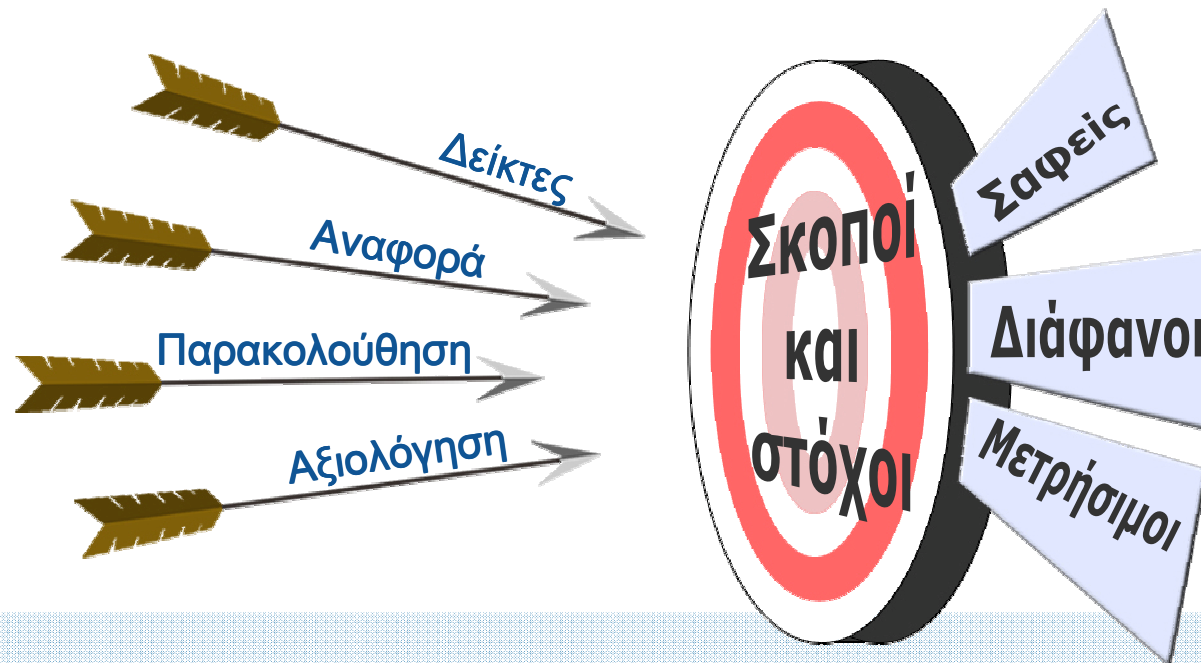 Δείκτες
Αναφορά
Παρακολούθηση
Αξιολόγηση
Σκοποί
και
στόχοι
Σαφείς
Διάφανοι
Μετρήσιμοι